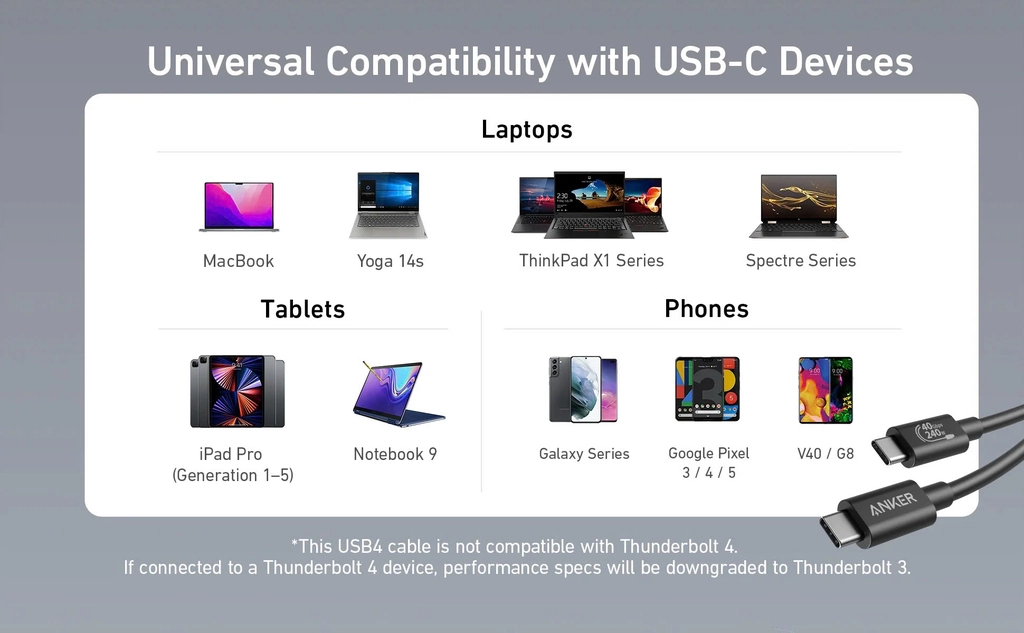 Universal Compatibility with USB-C Devices
Laptops
MacBook
Yoga 14s
ThinkPad X1 Series
Spectre Series
Tablets
Phones
iPad Pro
(Generation 1–5)
Notebook 9
Galaxy Series
Google Pixel
3 / 4 / 5
V40 / G8
40Gbps
240W
ANKER
*This USB4 cable is not compatible with Thunderbolt 4.
If connected to a Thunderbolt 4 device, performance specs will be downgraded to Thunderbolt 3.